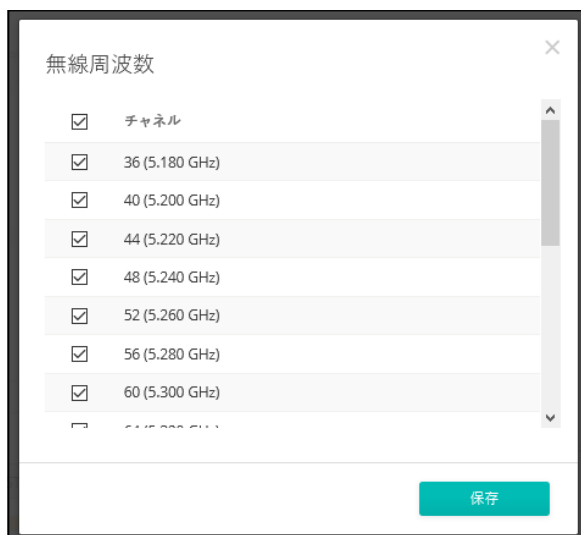 無線周波数
チャネル
36 (5.180 GHz)
40 (5.200 GHz)
44 (5.220 GHz)
48 (5.240 GHz)
52 (5.260 GHz)
56 (5.280 GHz)
60 (5.300 GHz)
保存